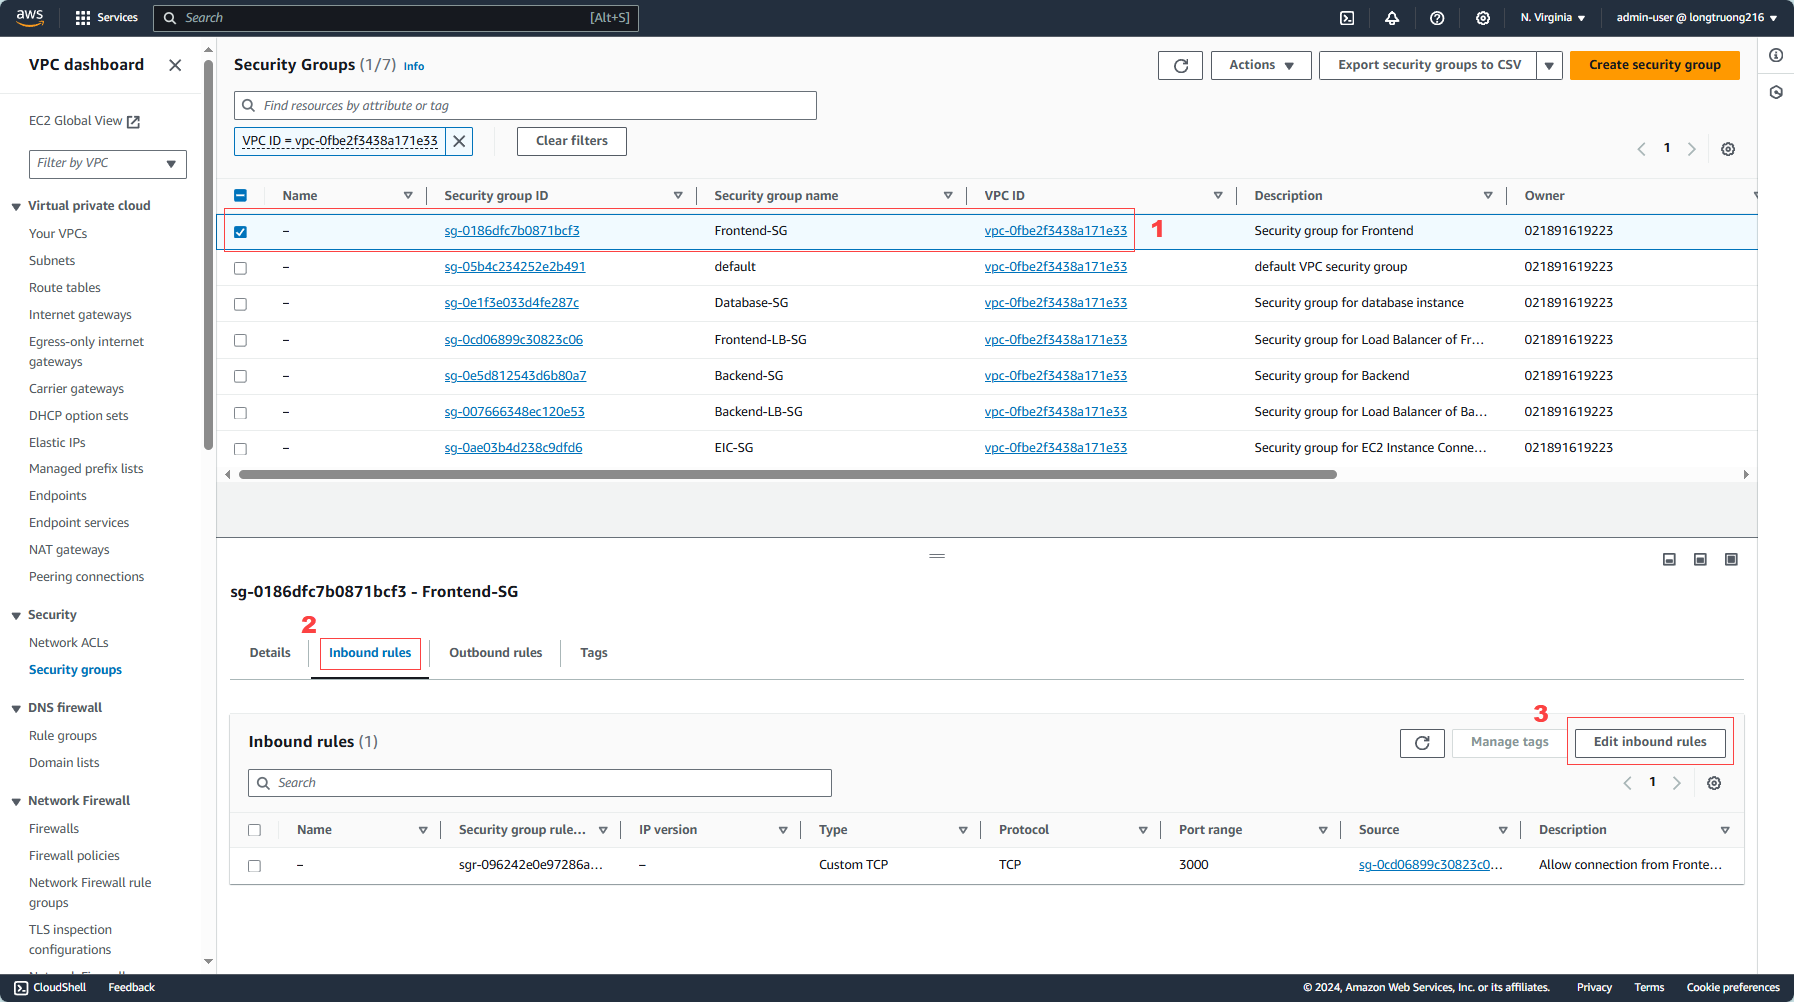 aws
Services
Search
[Alt+S]
N. Virginia
admin-user @ longtruong216
VPC dashboard
EC2 Global View
Filter by VPC
Virtual private cloud
Your VPCs
Subnets
Route tables
Internet gateways
Egress-only internet
gateways
Carrier gateways
DHCP option sets
Elastic IPs
Managed prefix lists
Endpoints
Endpoint services
NAT gateways
Peering connections
Security
Network ACLs
Security groups
DNS firewall
Rule groups
Domain lists
Network Firewall
Firewalls
Firewall policies
Network Firewall rule
groups
TLS inspection
configurations
Security Groups (1/7) Info
Actions
Export security groups to CSV
Create security group
Find resources by attribute or tag
VPC ID = vpc-0fbe2f3438a171e33
Clear filters
1
Name Security group ID Security group name VPC ID Description Owner
– sg-0186dfc7b0871bcf3 Frontend-SG vpc-0fbe2f3438a171e33 1 Security group for Frontend 021891619223
– sg-05b4c234252e2b491 default vpc-0fbe2f3438a171e33 default VPC security group 021891619223
– sg-0e1f3e033d4fe287c Database-SG vpc-0fbe2f3438a171e33 Security group for database instance 021891619223
– sg-0cd06899c30823c06 Frontend-LB-SG vpc-0fbe2f3438a171e33 Security group for Load Balancer of Fr... 021891619223
– sg-0e5d812543d6b80a7 Backend-SG vpc-0fbe2f3438a171e33 Security group for Backend 021891619223
– sg-007666348ec120e53 Backend-LB-SG vpc-0fbe2f3438a171e33 Security group for Load Balancer of Ba... 021891619223
– sg-0ae03b4d238c9dfd6 EIC-SG vpc-0fbe2f3438a171e33 Security group for EC2 Instance Conne... 021891619223
sg-0186dfc7b0871bcf3 - Frontend-SG
2
Details Inbound rules Outbound rules Tags
Inbound rules (1)
3
Manage tags
Edit inbound rules
Search
1
Name Security group rule... IP version Type Protocol Port range Source Description
– sgr-096242e0e97286a... – Custom TCP TCP 3000 sg-0cd06899c30823c0... Allow connection from Fronte...
CloudShell Feedback © 2024, Amazon Web Services, Inc. or its affiliates. Privacy Terms Cookie preferences